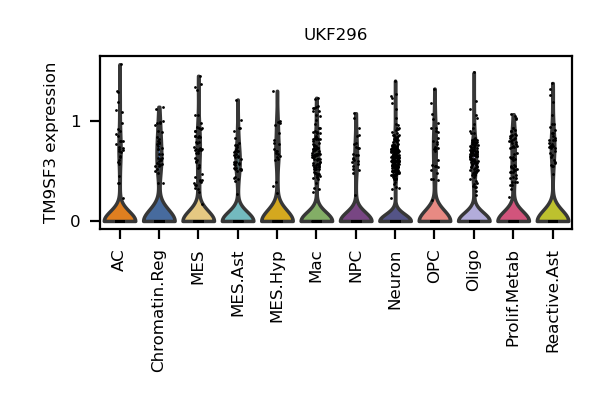 UKF296
TM9SF3 expression
1
0
AC
Chromatin.Reg
MES
MES.Ast
MES.Hyp
Mac
NPC
Neuron
OPC
Oligo
Prolif.Metab
Reactive.Ast